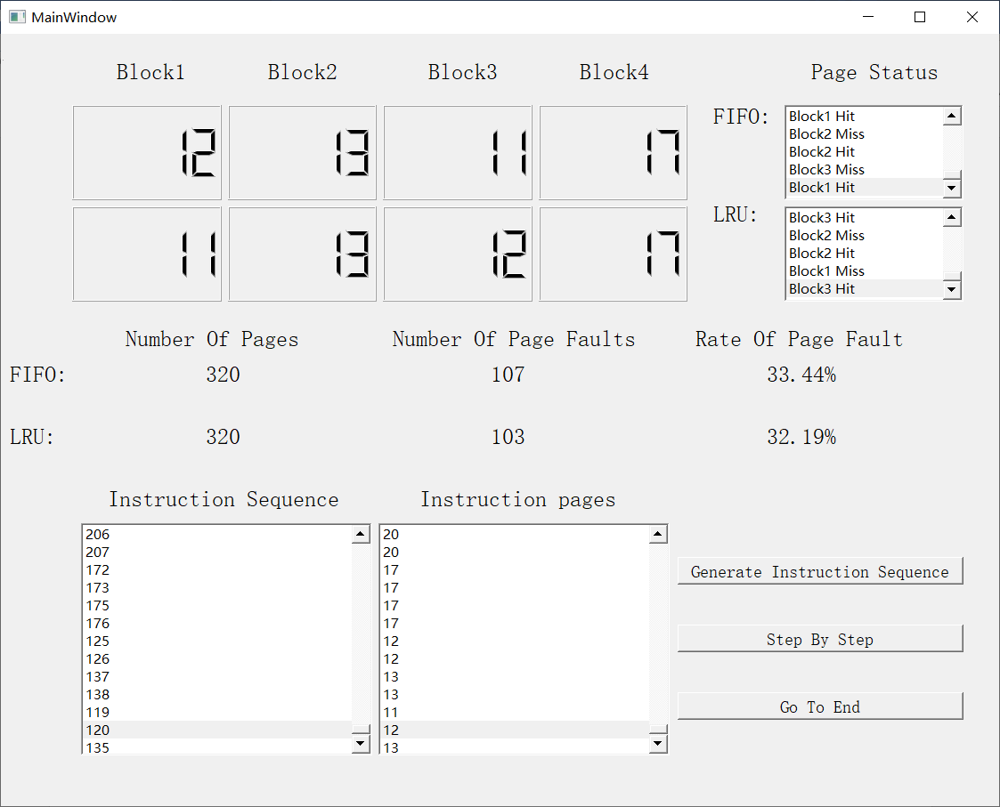 MainWindow
Block1 Block2 Block3 Block4 Page Status
12 13 11 17
FIFO:
Block1 Hit
Block2 Miss
Block2 Hit
Block3 Miss
Block1 Hit
11 13 12 17
LRU:
Block3 Hit
Block2 Miss
Block2 Hit
Block1 Miss
Block3 Hit
Number Of Pages Number Of Page Faults Rate Of Page Fault
FIFO: 320 107 33.44%
LRU: 320 103 32.19%
Instruction Sequence
206
207
172
173
175
176
125
126
137
138
119
120
135
Instruction pages
20
20
17
17
17
17
12
12
13
13
11
12
13
Generate Instruction Sequence
Step By Step
Go To End